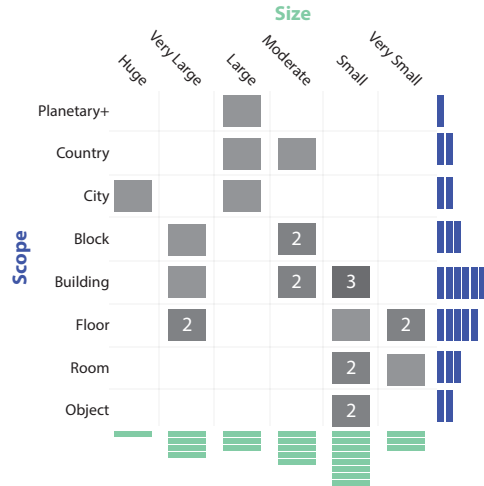 Size
Huge
Very Large
Large
Moderate
Small
Very Small
Scope
Planetary+
Country
City
Block
2
Building
2
3
Floor
2
2
Room
2
Object
2